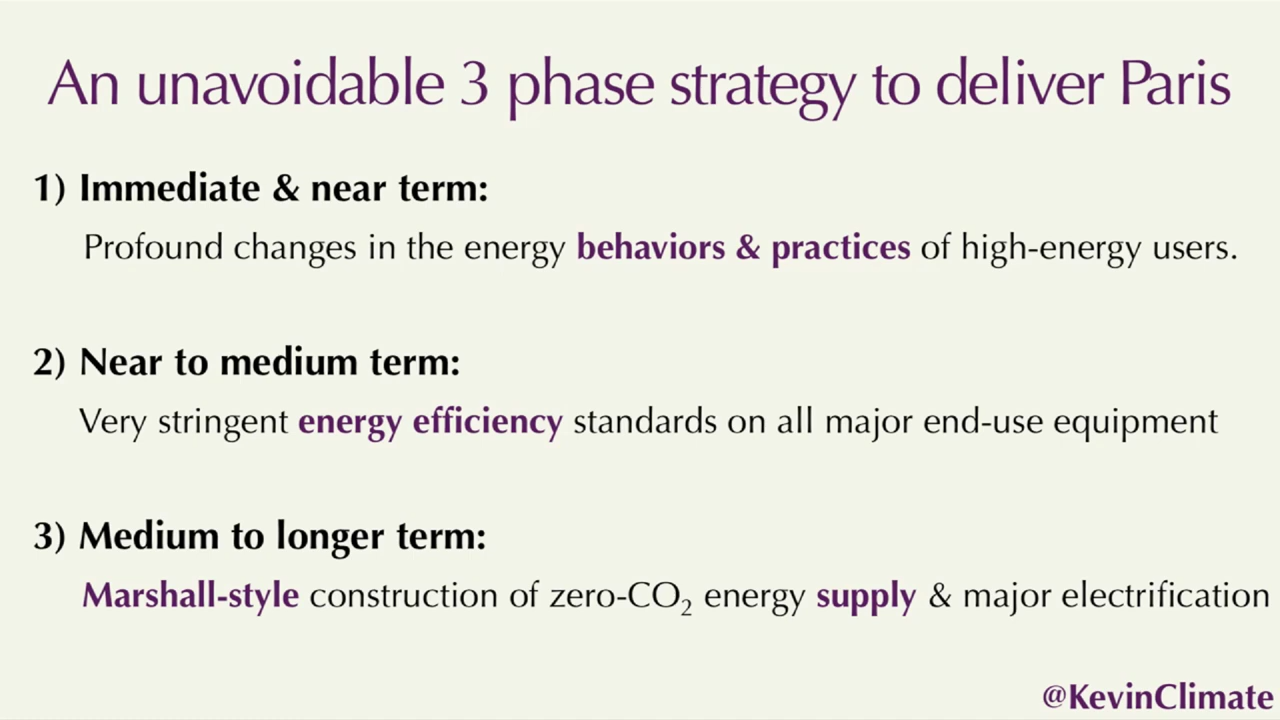 An unavoidable 3 phase strategy to deliver Paris
1) Immediate & near term:
Profound changes in the energy behaviors & practices of high-energy users.
2) Near to medium term:
Very stringent energy efficiency standards on all major end-use equipment
3) Medium to longer term:
Marshall-style construction of zero-CO₂ energy supply & major electrification
@KevinClimate